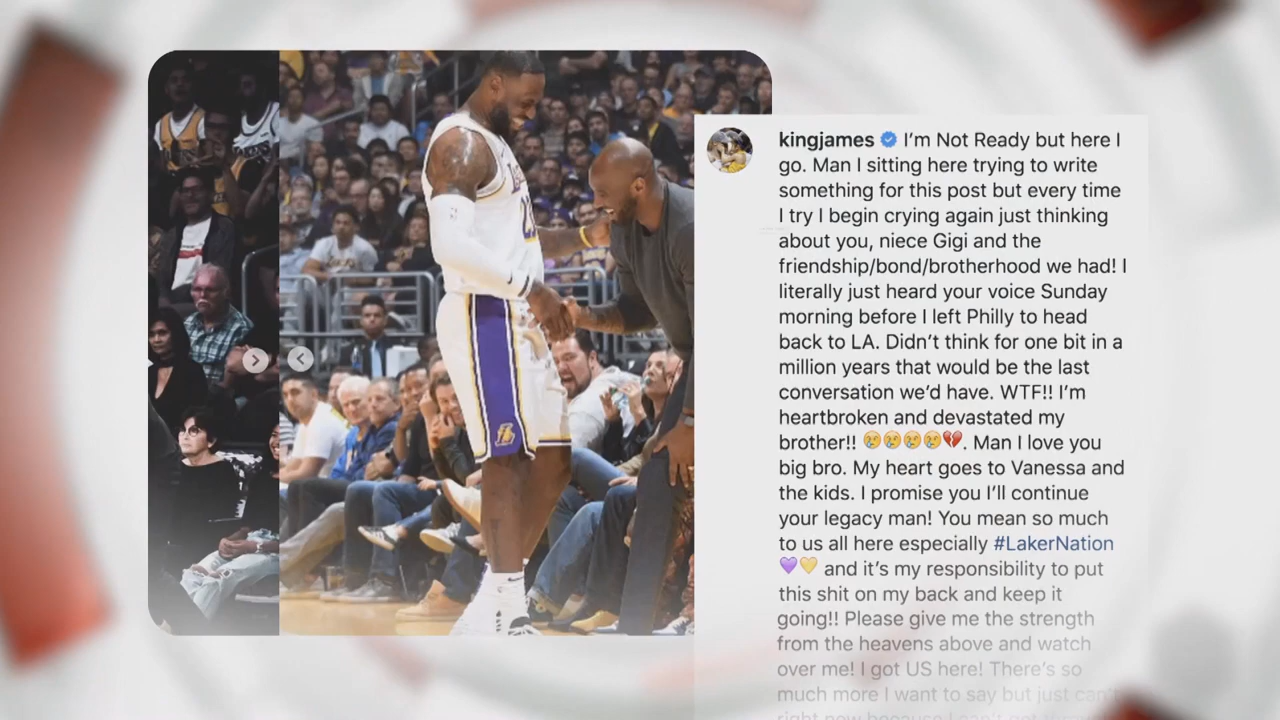 kingjames I’m Not Ready but here I
go. Man I sitting here trying to write
something for this post but every time
I try I begin crying again just thinking
about you, niece Gigi and the
friendship/bond/brotherhood we had! I
literally just heard your voice Sunday
morning before I left Philly to head
back to LA. Didn’t think for one bit in a
million years that would be the last
conversation we’d have. WTF!! I’m
heartbroken and devastated my
brother!! 😢😢😢😢💔. Man I love you
big bro. My heart goes to Vanessa and
the kids. I promise you I’ll continue
your legacy man! You mean so much
to us all here especially #LakerNation
💜💛 and it’s my responsibility to put
this shit on my back and keep it
going!! Please give me the strength
from the heavens above and watch
over me! I got US here! There’s so
much more I want to say but just can’t
right now because I can’t get